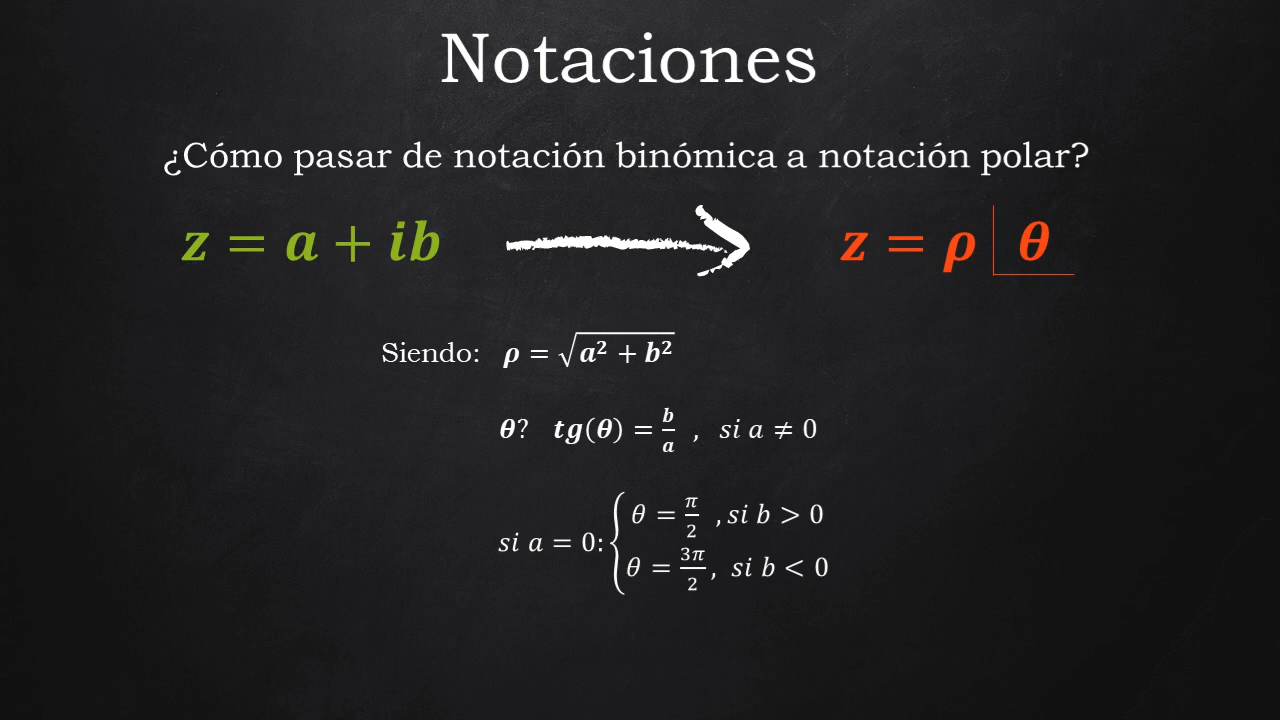 Notaciones
¿Cómo pasar de notación binómica a notación polar?
z = a + ib z = ρ θ
Siendo: ρ = √(a² + b²)
θ? tg(θ) = b/a , si a ≠ 0
si a = 0: { θ = π/2 , si b > 0
θ = 3π/2 , si b < 0